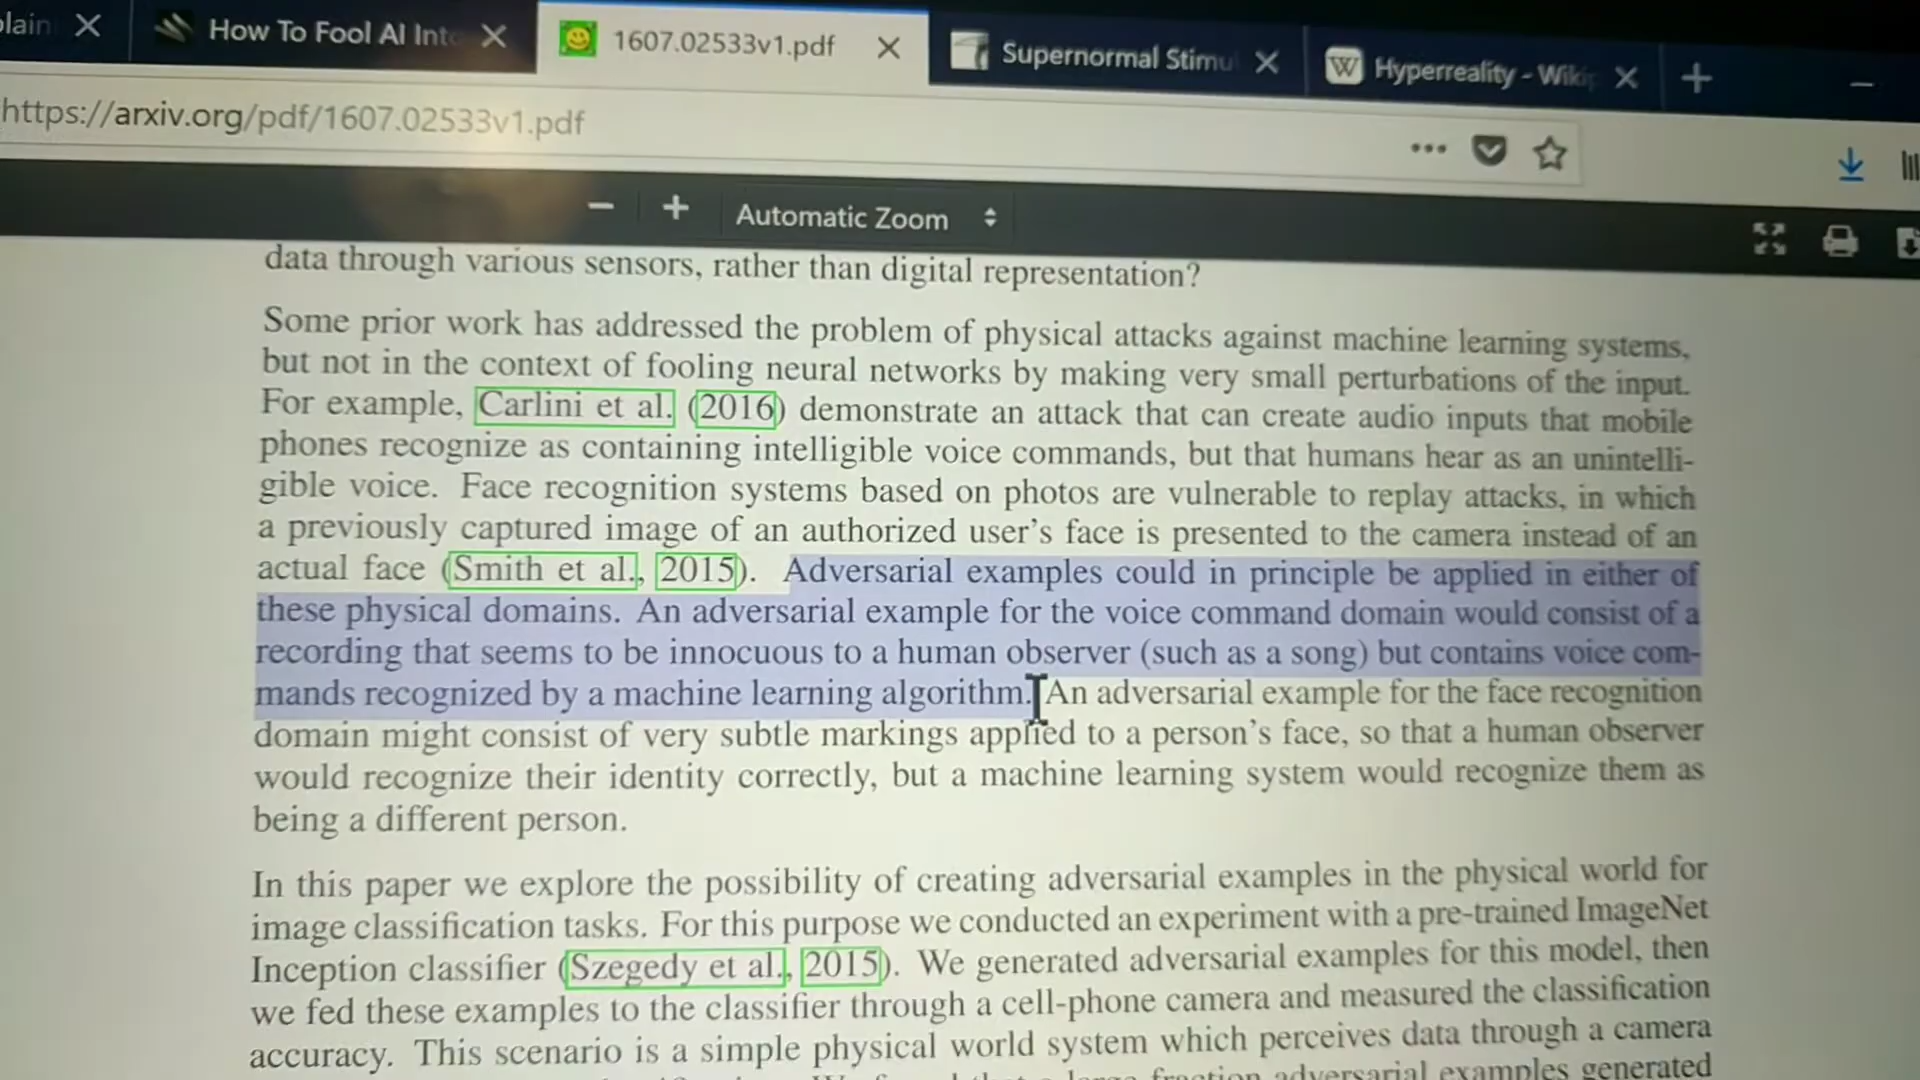 plain
How To Fool AI Into
1607.02533v1.pdf
Supernormal Stimu
Hyperreality - Wikip
https://arxiv.org/pdf/1607.02533v1.pdf
Automatic Zoom
data through various sensors, rather than digital representation?
Some prior work has addressed the problem of physical attacks against machine learning systems,
but not in the context of fooling neural networks by making very small perturbations of the input.
For example, Carlini et al. (2016) demonstrate an attack that can create audio inputs that mobile
phones recognize as containing intelligible voice commands, but that humans hear as an unintelli-
gible voice. Face recognition systems based on photos are vulnerable to replay attacks, in which
a previously captured image of an authorized user's face is presented to the camera instead of an
actual face (Smith et al., 2015). Adversarial examples could in principle be applied in either of
these physical domains. An adversarial example for the voice command domain would consist of a
recording that seems to be innocuous to a human observer (such as a song) but contains voice com-
mands recognized by a machine learning algorithm. An adversarial example for the face recognition
domain might consist of very subtle markings applied to a person's face, so that a human observer
would recognize their identity correctly, but a machine learning system would recognize them as
being a different person.
In this paper we explore the possibility of creating adversarial examples in the physical world for
image classification tasks. For this purpose we conducted an experiment with a pre-trained ImageNet
Inception classifier (Szegedy et al., 2015). We generated adversarial examples for this model, then
we fed these examples to the classifier through a cell-phone camera and measured the classification
accuracy. This scenario is a simple physical world system which perceives data through a camera
fraction adversarial examples generated